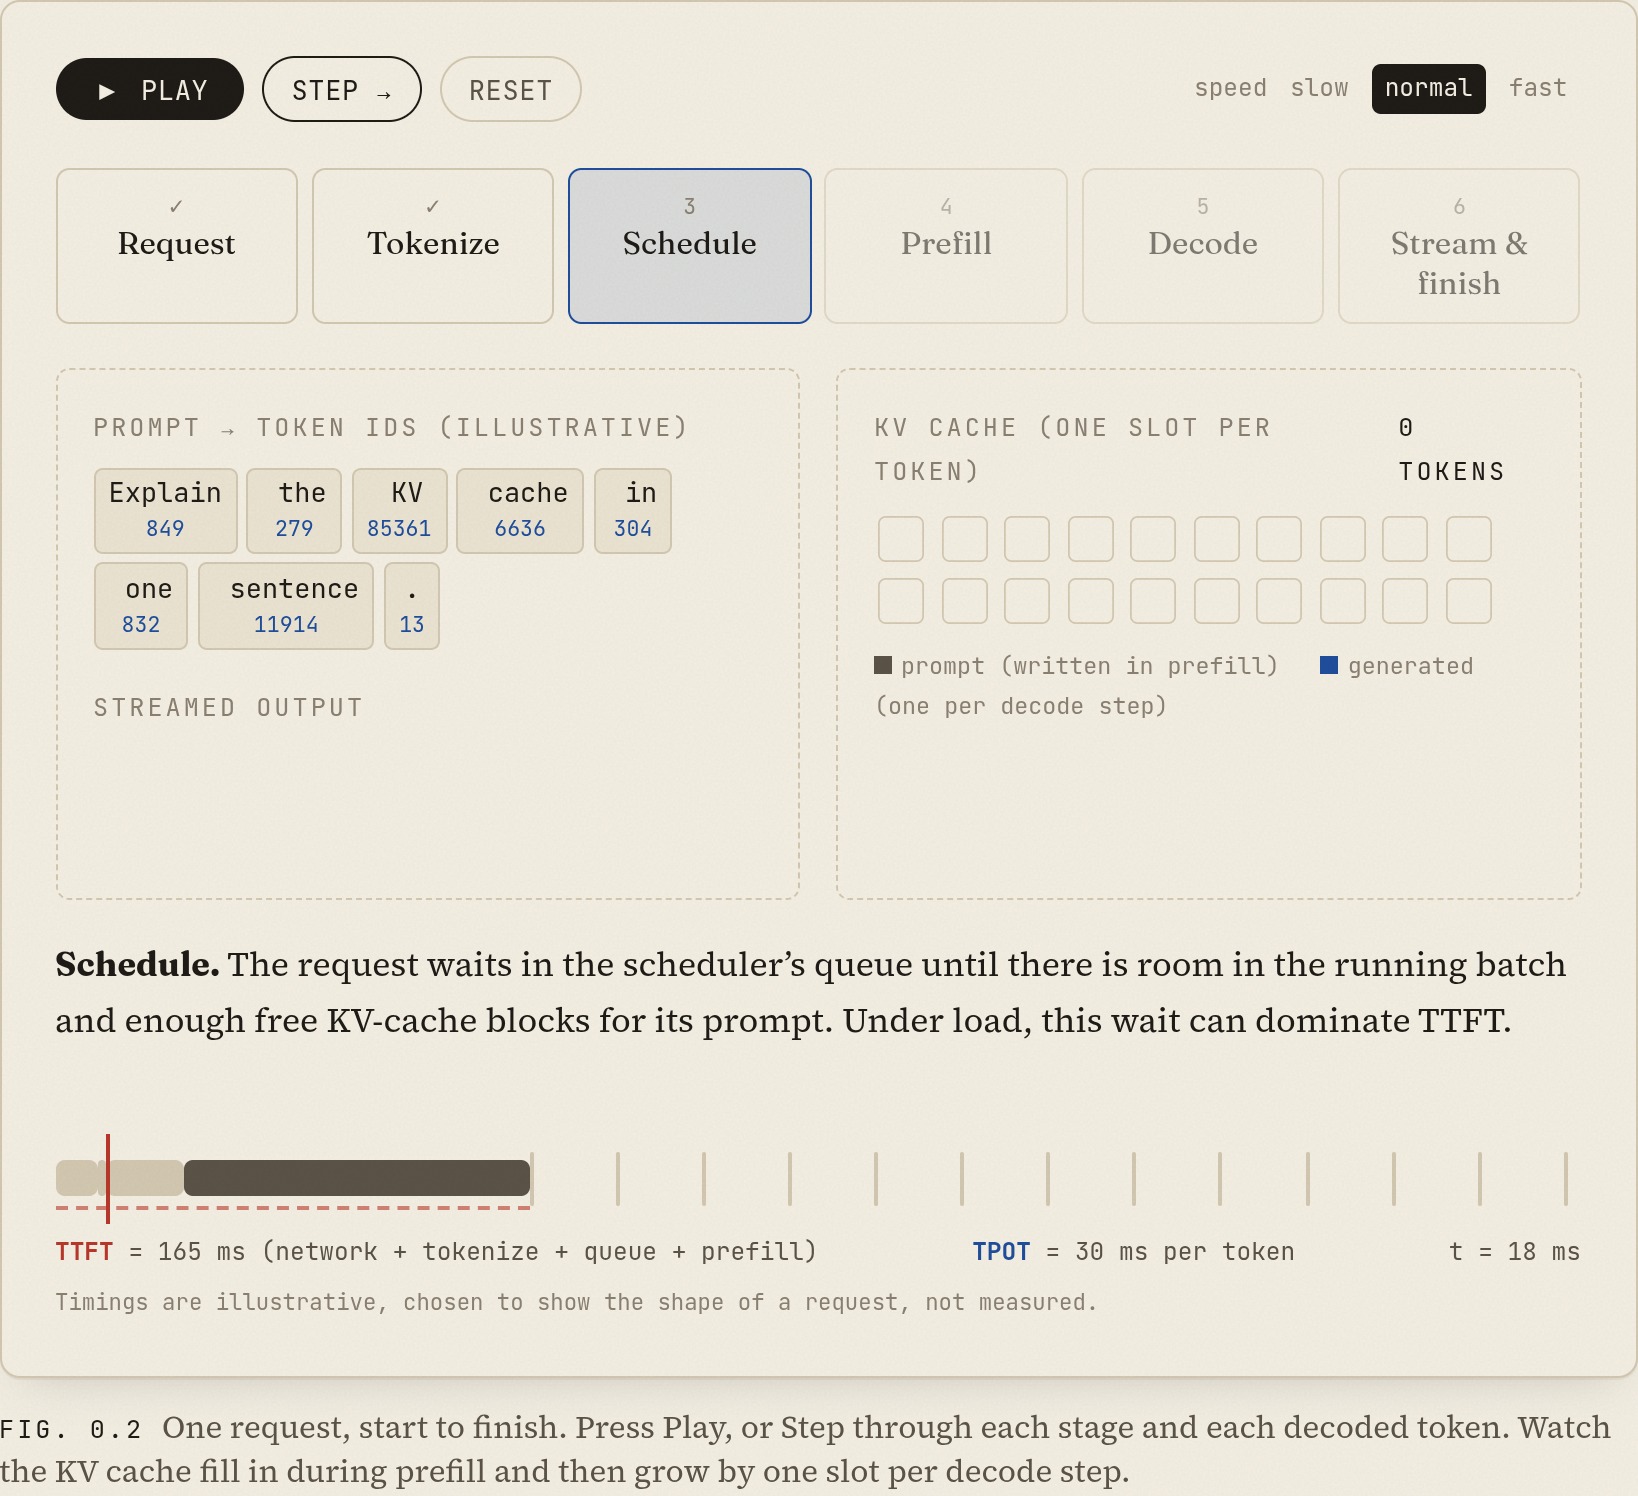 ▶ PLAY STEP → RESET speed slow normal fast
✓ ✓ 3 4 5 6
Request Tokenize Schedule Prefill Decode Stream &
finish
PROMPT → TOKEN IDS (ILLUSTRATIVE)
Explain the KV cache in
849 279 85361 6636 304
one sentence .
832 11914 13
STREAMED OUTPUT
KV CACHE (ONE SLOT PER
TOKEN)
0
TOKENS
prompt (written in prefill) generated
(one per decode step)
Schedule. The request waits in the scheduler’s queue until there is room in the running batch
and enough free KV-cache blocks for its prompt. Under load, this wait can dominate TTFT.
TTFT = 165 ms (network + tokenize + queue + prefill) TPOT = 30 ms per token t = 18 ms
Timings are illustrative, chosen to show the shape of a request, not measured.
FIG. 0.2 One request, start to finish. Press Play, or Step through each stage and each decoded token. Watch
the KV cache fill in during prefill and then grow by one slot per decode step.